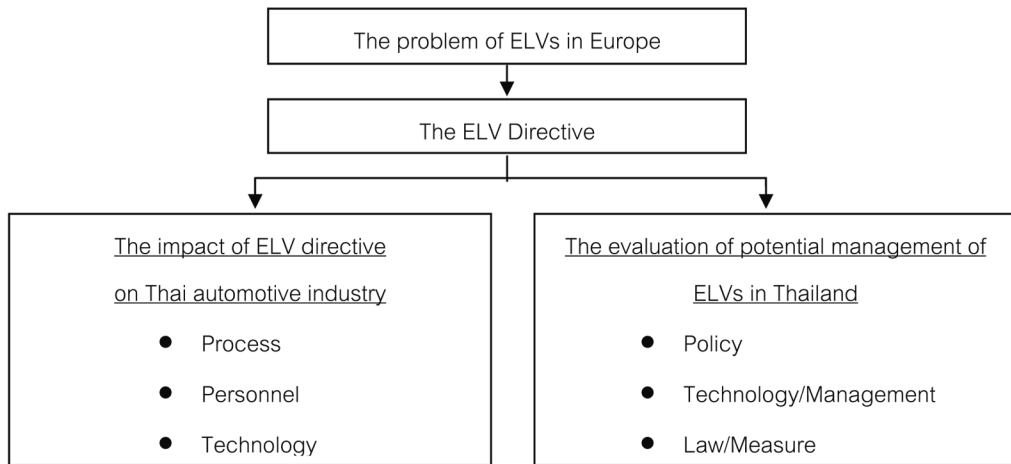 The problem of ELVs in Europe
The ELV Directive
The impact of ELV directive
on Thai automotive industry
● Process
● Personnel
● Technology
The evaluation of potential management of
ELVs in Thailand
● Policy
● Technology/Management
● Law/Measure